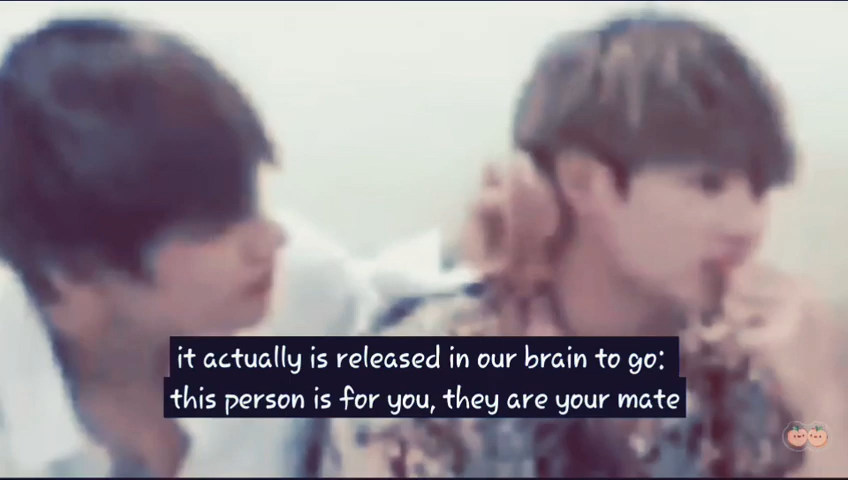 it actually is released in our brain to go:
this person is for you, they are your mate